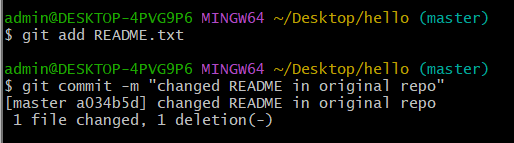 admin@DESKTOP-4PVG9P6 MINGW64 ~/Desktop/hello (master)
$ git add README.txt
admin@DESKTOP-4PVG9P6 MINGW64 ~/Desktop/hello (master)
$ git commit -m "changed README in original repo"
[master a034b5d] changed README in original repo
 1 file changed, 1 deletion(-)